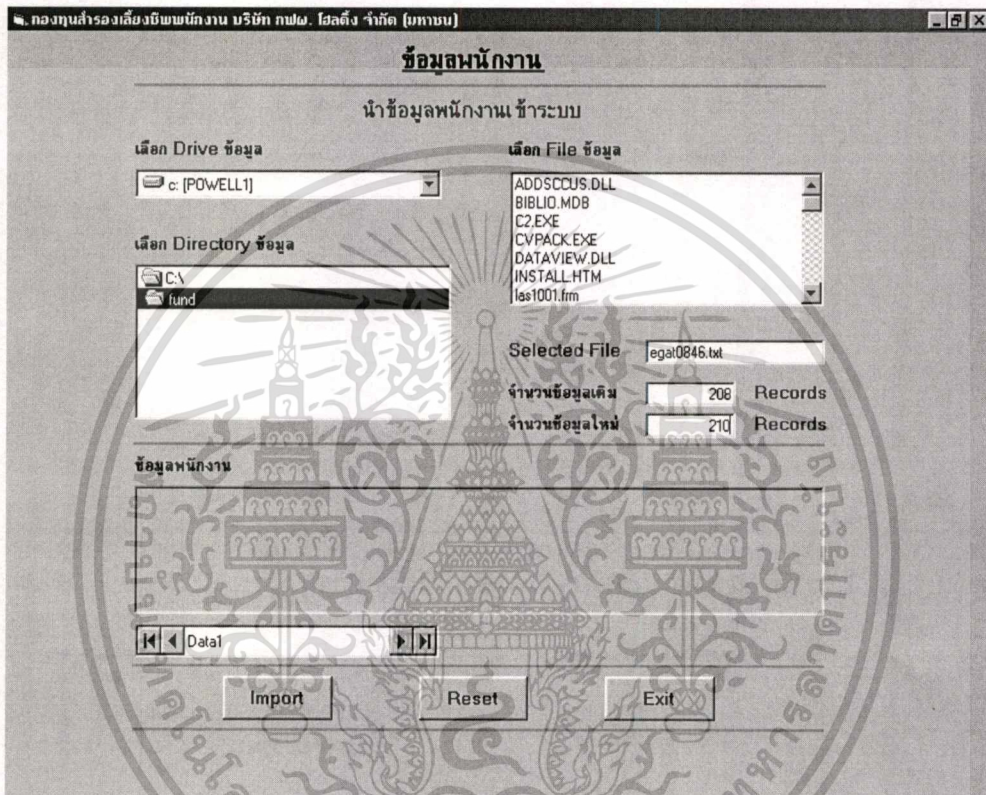 กองทุนสำรองเลี้ยงชีพพนักงาน บริษัท กฟผ. โฮลดิ้ง จำกัด (มหาชน)
ข้อมูลพนักงาน
นำข้อมูลพนักงานเข้าระบบ
เลือก Drive ข้อมูล
c: [POWELL1]
เลือก Directory ข้อมูล
C:\
fund
เลือก File ข้อมูล
ADDSCCUS.DLL
BIBLIO.MDB
C2.EXE
CVPACK.EXE
DATAVIEW.DLL
INSTALL.HTM
las1001.frm
Selected File egat0846.txt
จำนวนข้อมูลเดิม 208 Records
จำนวนข้อมูลใหม่ 210 Records
ข้อมูลพนักงาน
Data1
Import Reset Exit